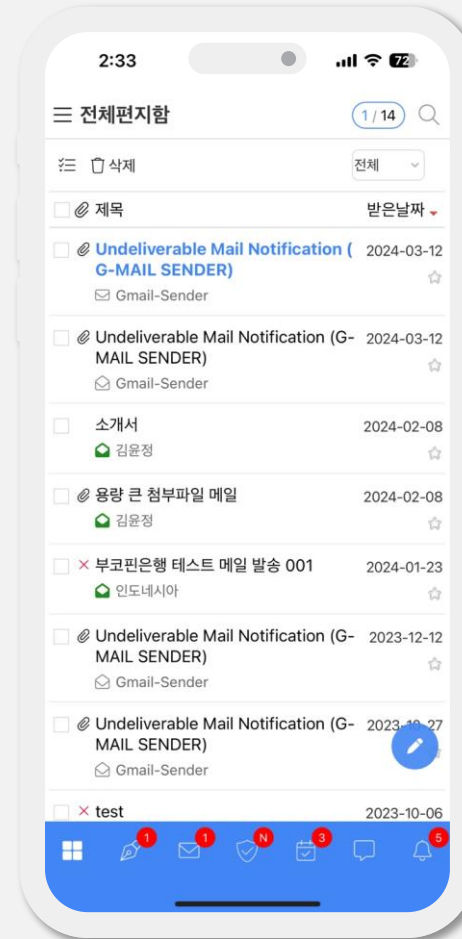 2:33 72
전체편지함 1 / 14
삭제 전체
제목 받은날짜
Undeliverable Mail Notification ( 2024-03-12
G-MAIL SENDER)
Gmail-Sender
Undeliverable Mail Notification (G- 2024-03-12
MAIL SENDER)
Gmail-Sender
소개서 2024-02-08
김윤정
용량 큰 첨부파일 메일 2024-02-08
김윤정
부코핀은행 테스트 메일 발송 001 2024-01-23
인도네시아
Undeliverable Mail Notification (G- 2023-12-12
MAIL SENDER)
Gmail-Sender
Undeliverable Mail Notification (G- 2023-10-27
MAIL SENDER)
Gmail-Sender
test 2023-10-06
1 1 N 3 5